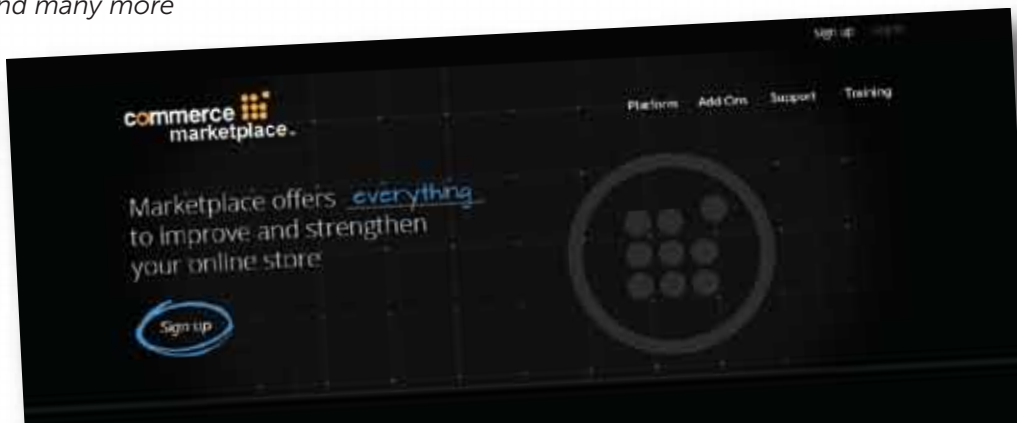 nd many more
Sign up
commerce
marketplace
Platform Add Ons Support Training
Marketplace offers everything
to improve and strengthen
your online store
Sign up